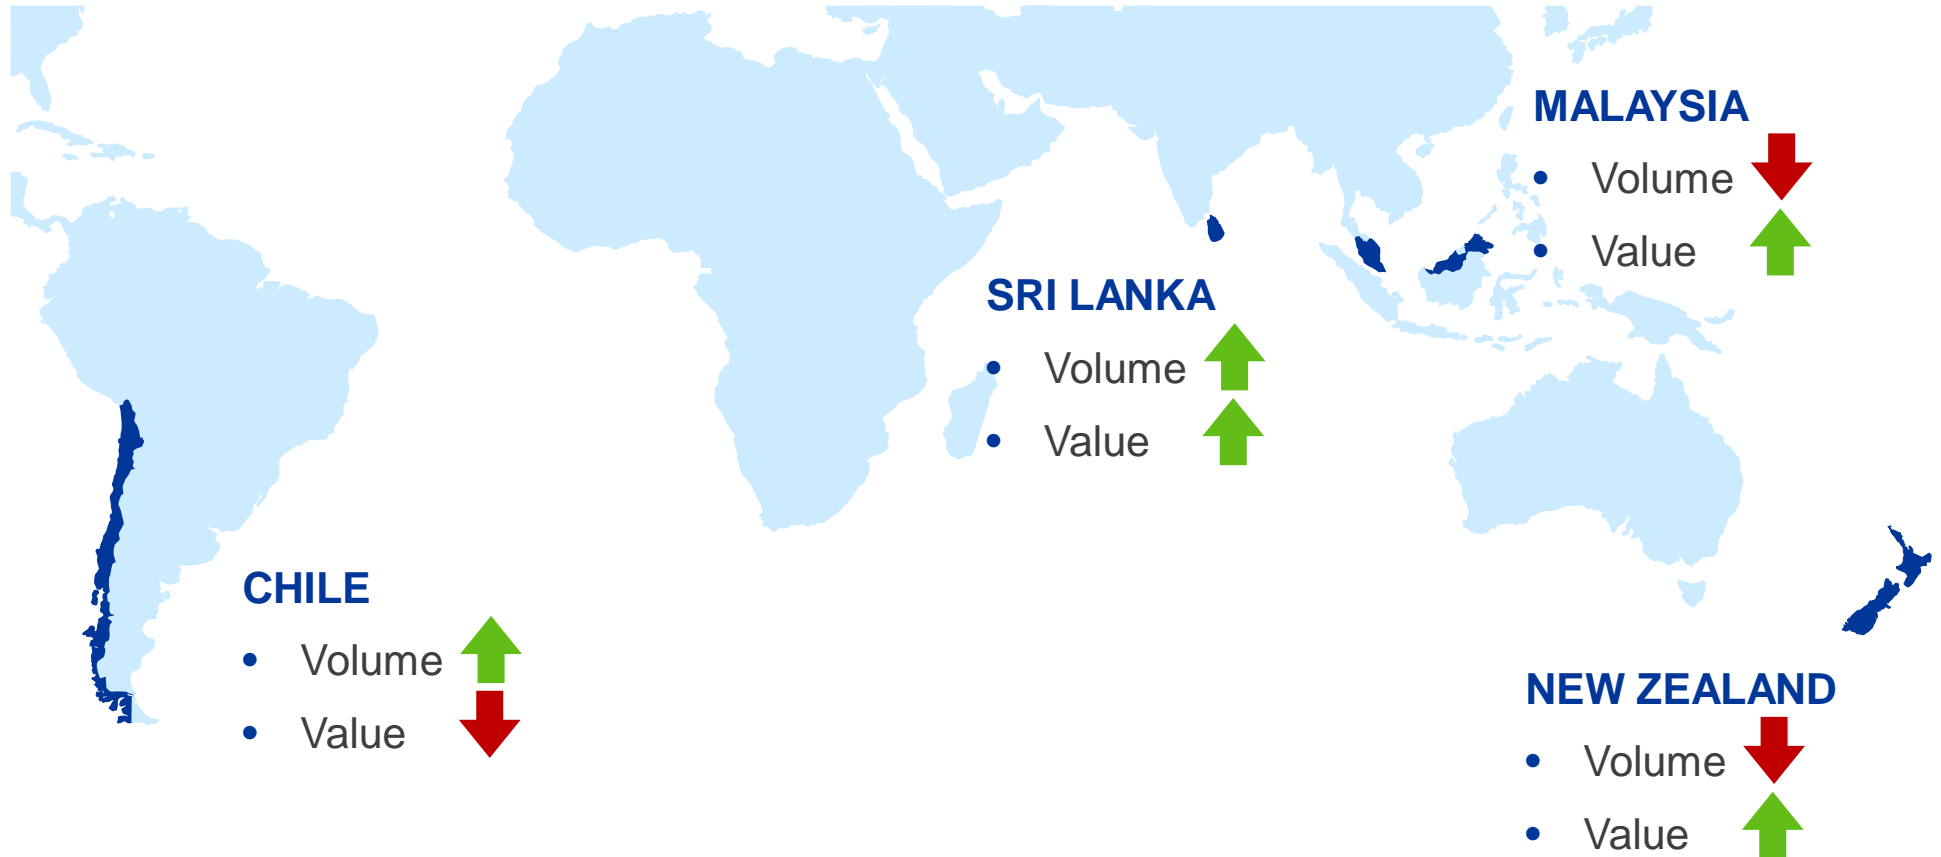 MALAYSIA
• Volume
• Value
SRI LANKA
• Volume
• Value
CHILE
• Volume
• Value
NEW ZEALAND
• Volume
• Value